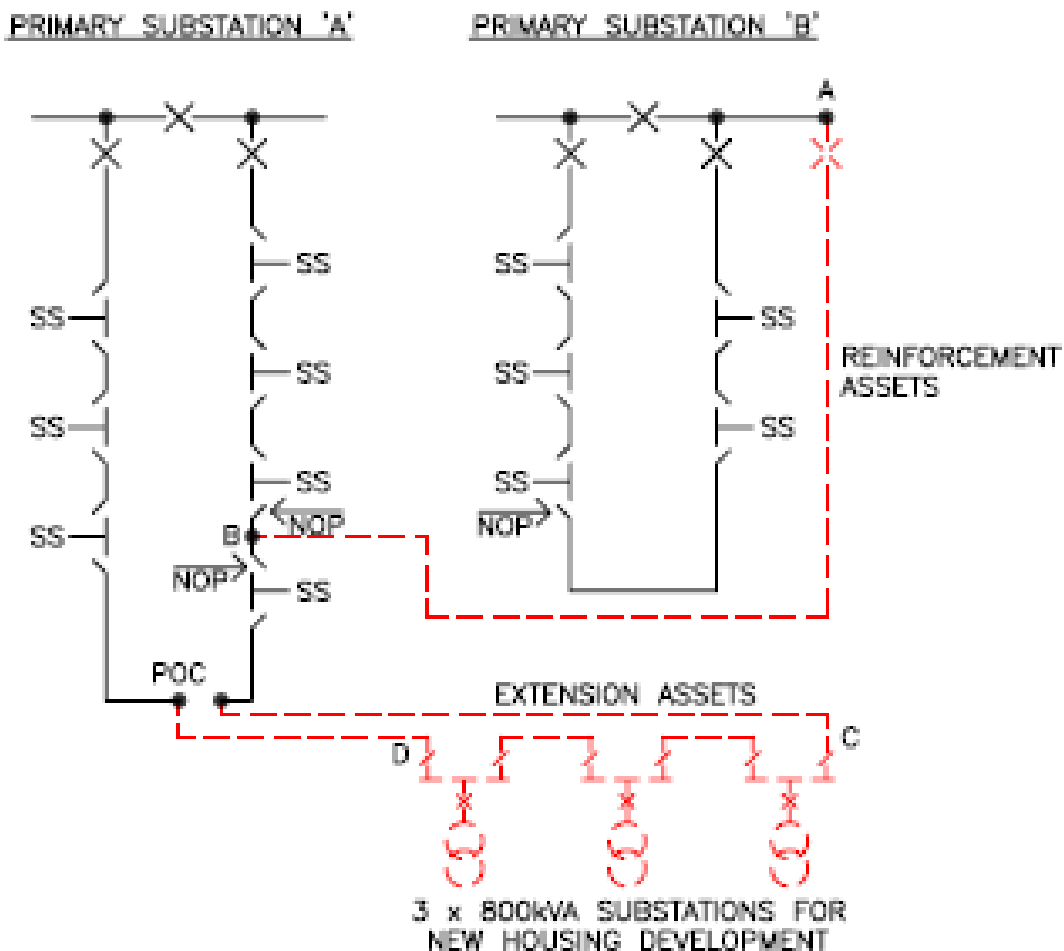 PRIMARY SUBSTATION 'A'
PRIMARY SUBSTATION 'B'
A
SS
SS
SS
SS
REINFORCEMENT
ASSETS
SS
SS
SS
SS
SS
SS
SS
NOP
NOP
B
SS
NOP
SS
POC
EXTENSION ASSETS
D
C
3 x 800kVA SUBSTATIONS FOR
NEW HOUSING DEVELOPMENT